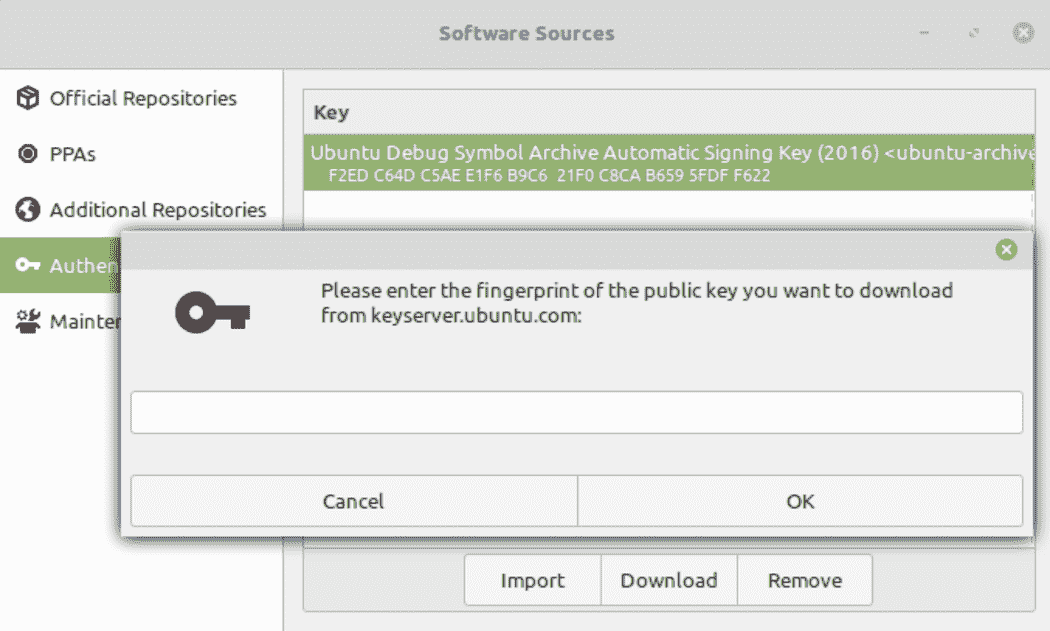 Software Sources
Official Repositories
PPAs
Additional Repositories
Authen
Mainten
Key
Ubuntu Debug Symbol Archive Automatic Signing Key (2016) <ubuntu-archive
F2ED C64D C5AE E1F6 B9C6 21F0 C8CA B659 5FDF F622
Please enter the fingerprint of the public key you want to download
from keyserver.ubuntu.com:
Cancel
OK
Import
Download
Remove